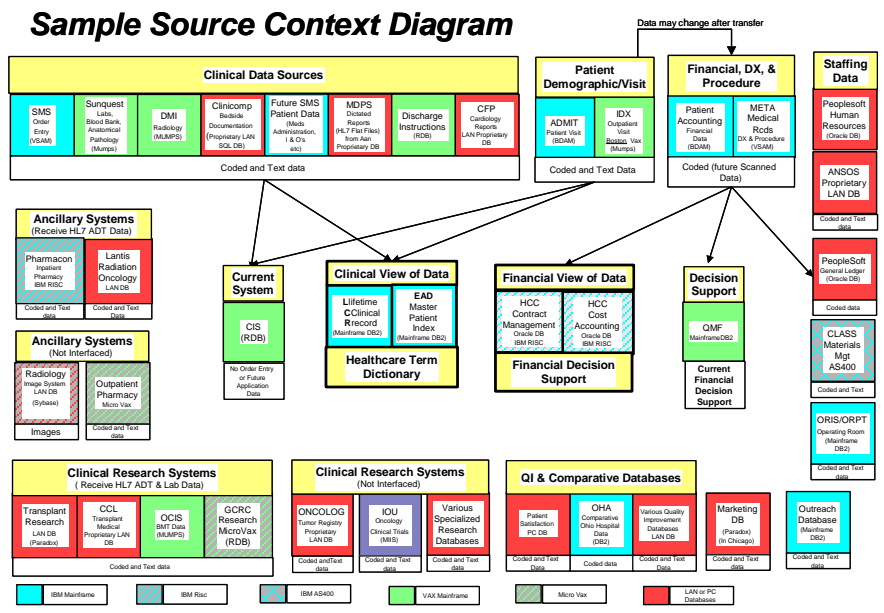 Sample Source Context Diagram
Data may change after transfer
Clinical Data Sources
SMS
Order
Entry
(VSAM)
Sunquest
Labs,
Blood Bank,
Anatomical
Pathology
(Mumps)
DMI
Radiology
(MUMPS)
Clinicomp
Bedside
Documentation
(Proprietary LAN
SQL DB)
Future SMS
Patient Data
(Meds
Administration,
I & O's
etc)
MDPS
Dictated
Reports
(HL7 Flat Files)
from Aan
Proprietary DB
Discharge
Instructions
(RDB)
CFP
Cardiology
Reports
LAN Proprietary
DB
Coded and Text data
Patient
Demographic/Visit
ADMIT
Patient Visit
(BDAM)
IDX
Outpatient
Visit
Boston Vax
(Mumps)
Coded and Text Data
Financial, DX, &
Procedure
Patient
Accounting
Financial
Data
(BDAM)
META
Medical
Rcds
DX & Procedure
(VSAM)
Coded (future Scanned
Data)
Staffing
Data
Peoplesoft
Human
Resources
(Oracle DB)
ANSOS
Proprietary
LAN DB
Coded and Text
data
PeopleSoft
General Ledger
(Oracle DB)
Coded data
CLASS
Materials
Mgt
AS400
Coded and Text
ORIS/ORPT
Operating Room
(Mainframe
DB2)
Coded and Text
data
Ancillary Systems
(Receive HL7 ADT Data)
Pharmacon
Inpatient
Pharmacy
IBM RISC
Coded and Text
data
Lantis
Radiation
Oncology
LAN DB
Coded and Text
Data
Ancillary Systems
(Not Interfaced)
Radiology
Image System
LAN DB
(Sybase)
Images
Outpatient
Pharmacy
Micro Vax
Coded and Text
data
Current
System
CIS
(RDB)
No Order Entry
or Future
Application
Data
Clinical View of Data
Llifetime
CClinical
Rrecord
(Mainframe DB2)
EAD
Master
Patient
Index
(Mainframe DB2)
Healthcare Term
Dictionary
Financial View of Data
HCC
Contract
Management
Oracle DB
IBM RISC
HCC
Cost
Accounting
Oracle DB
IBM RISC
Financial Decision
Support
Decision
Support
QMF
MainframeDB2
Current
Financial
Decision
Support
Clinical Research Systems
( Receive HL7 ADT & Lab Data)
Transplant
Research
LAN DB
(Paradox)
CCL
Transplant
Medical
Proprietary LAN
DB
OCIS
BMT Data
(MUMPS)
GCRC
Research
MicroVax
(RDB)
Coded and Text data
Clinical Research Systems
(Not Interfaced)
ONCOLOG
Tumor Registry
Proprietary
LAN DB
Coded andText
data
IOU
Oncology
Clinical Trials
(MIIS)
Coded and Text
data
Various
Specialized
Research
Databases
Coded and Text
data
QI & Comparative Databases
Patient
Satisfaction
PC DB
Coded and Text
Data
OHA
Comparative
Ohio Hospital
Data
(DB2)
Coded data
Various Quality
Improvement
Databases
LAN DB
Coded and Text
data
Marketing
DB
(Paradox)
(In Chicago)
Coded and Text
data
Outreach
Database
(Mainframe
DB2)
Coded and Text
data
IBM Mainframe
IBM Risc
IBM AS400
VAX Mainframe
Micro Vax
LAN or PC
Databases